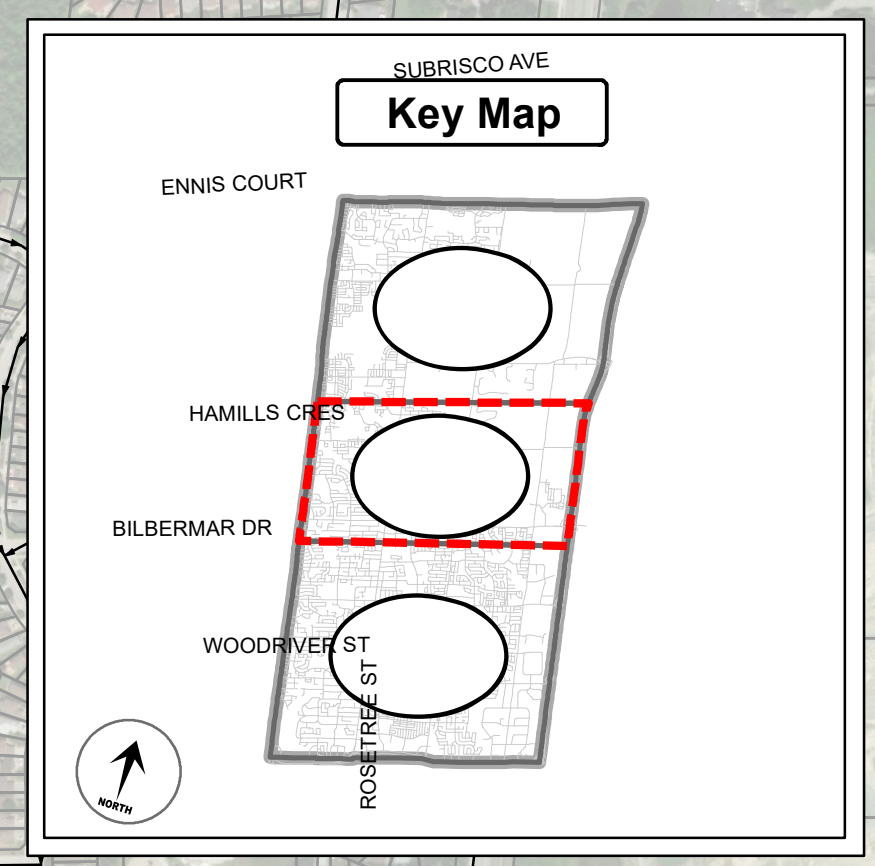 SUBRISCO AVE
Key Map
ENNIS COURT
HAMILLS CRES
BILBERMAR DR
WOODRIVER ST
ROSETREE ST
NORTH